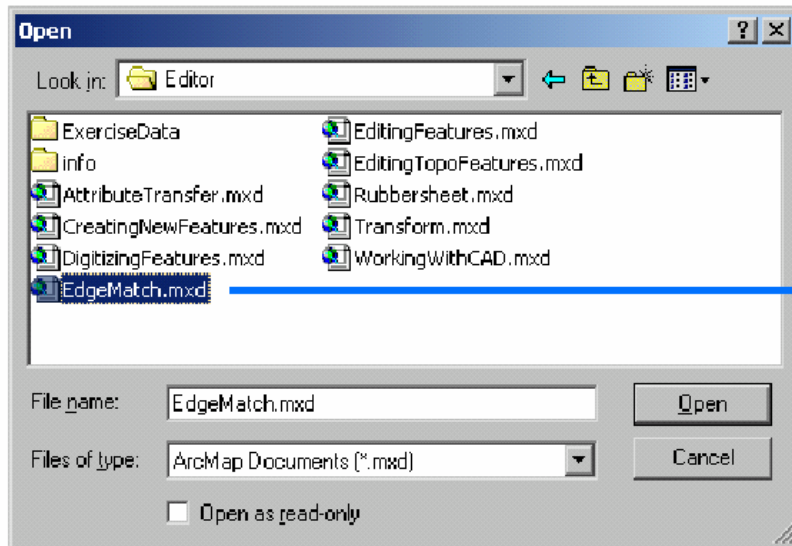 Open
Look in: Editor
ExerciseData
info
AttributeTransfer.mxd
CreatingNewFeatures.mxd
DigitizingFeatures.mxd
EdgeMatch.mxd
EditingFeatures.mxd
EditingTopoFeatures.mxd
Rubbersheet.mxd
Transform.mxd
WorkingWithCAD.mxd
File name: EdgeMatch.mxd Open
Files of type: ArcMap Documents (*.mxd) Cancel
Open as read-only